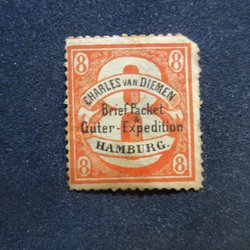 8 8
CHARLES VAN DIEMEN
Brief, Packet
&
Güter-Expedition
HAMBURG.
8 8